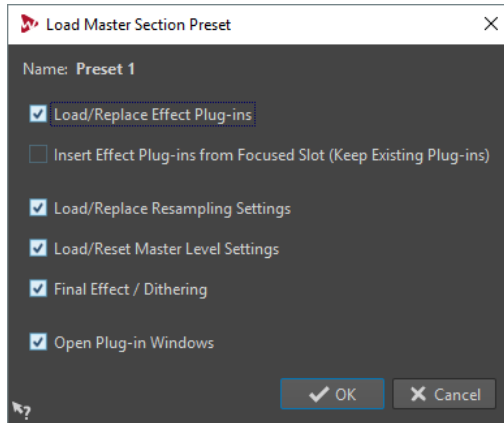 Load Master Section Preset
Name: Preset 1
Load/Replace Effect Plug-ins
Insert Effect Plug-ins from Focused Slot (Keep Existing Plug-ins)
Load/Replace Resampling Settings
Load/Reset Master Level Settings
Final Effect / Dithering
Open Plug-in Windows
OK Cancel
?